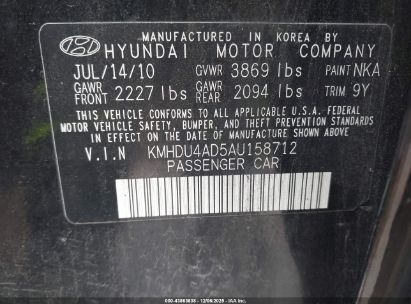 MANUFACTURED IN KOREA BY
HYUNDAI MOTOR COMPANY
JUL/14/10 GVWR 3869 lbs PAINT NKA
GAWR FRONT 2227 lbs GAWR REAR 2094 lbs TRIM 9Y
THIS VEHICLE CONFORMS TO ALL APPLICABLE U.S.A. FEDERAL
MOTOR VEHICLE SAFETY, BUMPER, AND THEFT PREVENTION
STANDARDS IN EFFECT ON THE DATE OF MANUFACTURE
SHOWN ABOVE.
V.I.N KMHDU4AD5AU158712
PASSENGER CAR